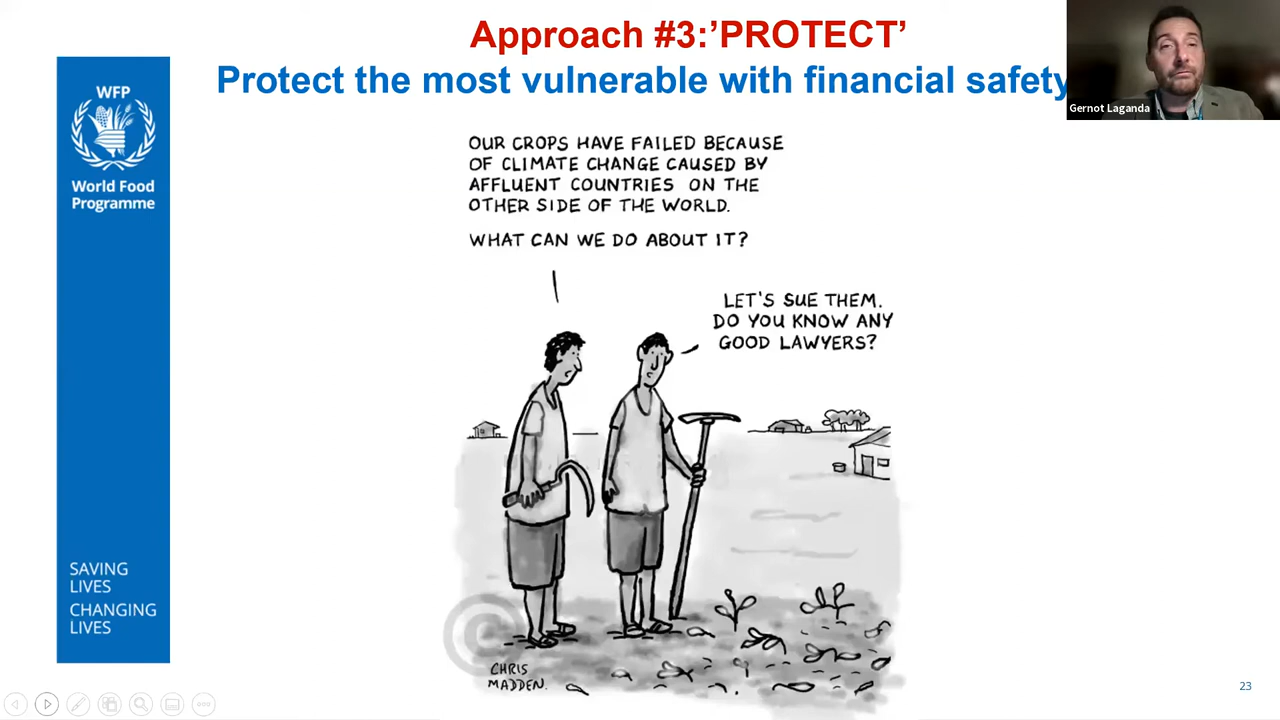 Approach #3:’PROTECT’
Protect the most vulnerable with financial safety
Gernot Laganda
WFP
World Food
Programme
OUR CROPS HAVE FAILED BECAUSE
OF CLIMATE CHANGE CAUSED BY
AFFLUENT COUNTRIES ON THE
OTHER SIDE OF THE WORLD.
WHAT CAN WE DO ABOUT IT?
LET'S SUE THEM.
DO YOU KNOW ANY
GOOD LAWYERS?
SAVING
LIVES
CHANGING
LIVES
©
CHRIS
MADDEN.
23